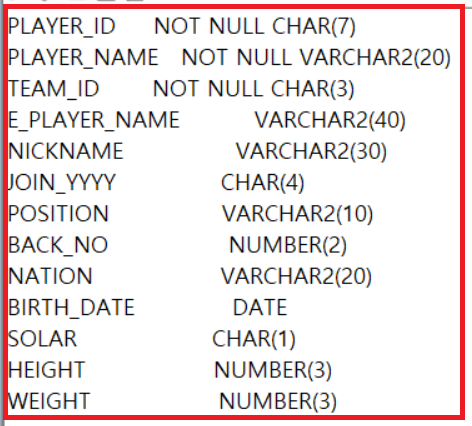 PLAYER_ID NOT NULL CHAR(7)
PLAYER_NAME NOT NULL VARCHAR2(20)
TEAM_ID NOT NULL CHAR(3)
E_PLAYER_NAME VARCHAR2(40)
NICKNAME VARCHAR2(30)
JOIN_YYYY CHAR(4)
POSITION VARCHAR2(10)
BACK_NO NUMBER(2)
NATION VARCHAR2(20)
BIRTH_DATE DATE
SOLAR CHAR(1)
HEIGHT NUMBER(3)
WEIGHT NUMBER(3)